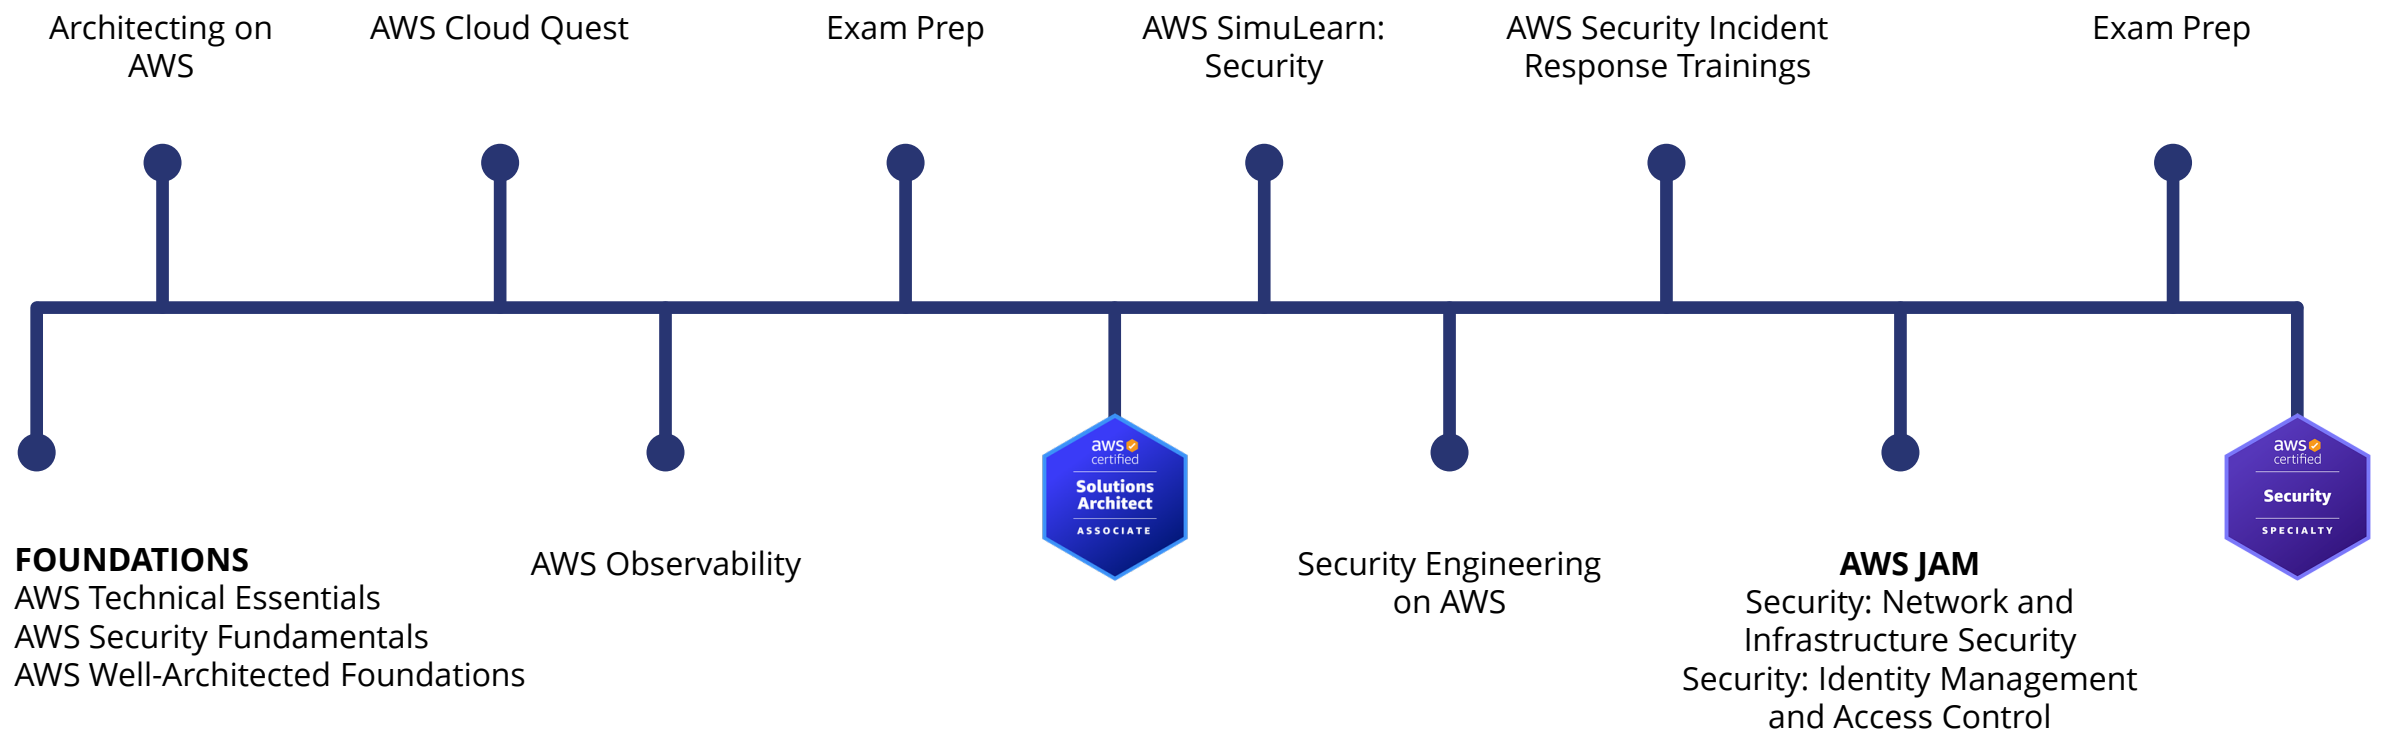 Architecting on
AWS
AWS Cloud Quest
Exam Prep
AWS SimuLearn:
Security
AWS Security Incident
Response Trainings
Exam Prep
FOUNDATIONS
AWS Technical Essentials
AWS Security Fundamentals
AWS Well-Architected Foundations
AWS Observability
aws
certified
Solutions
Architect
ASSOCIATE
Security Engineering
on AWS
AWS JAM
Security: Network and
Infrastructure Security
Security: Identity Management
and Access Control
aws
certified
Security
SPECIALTY